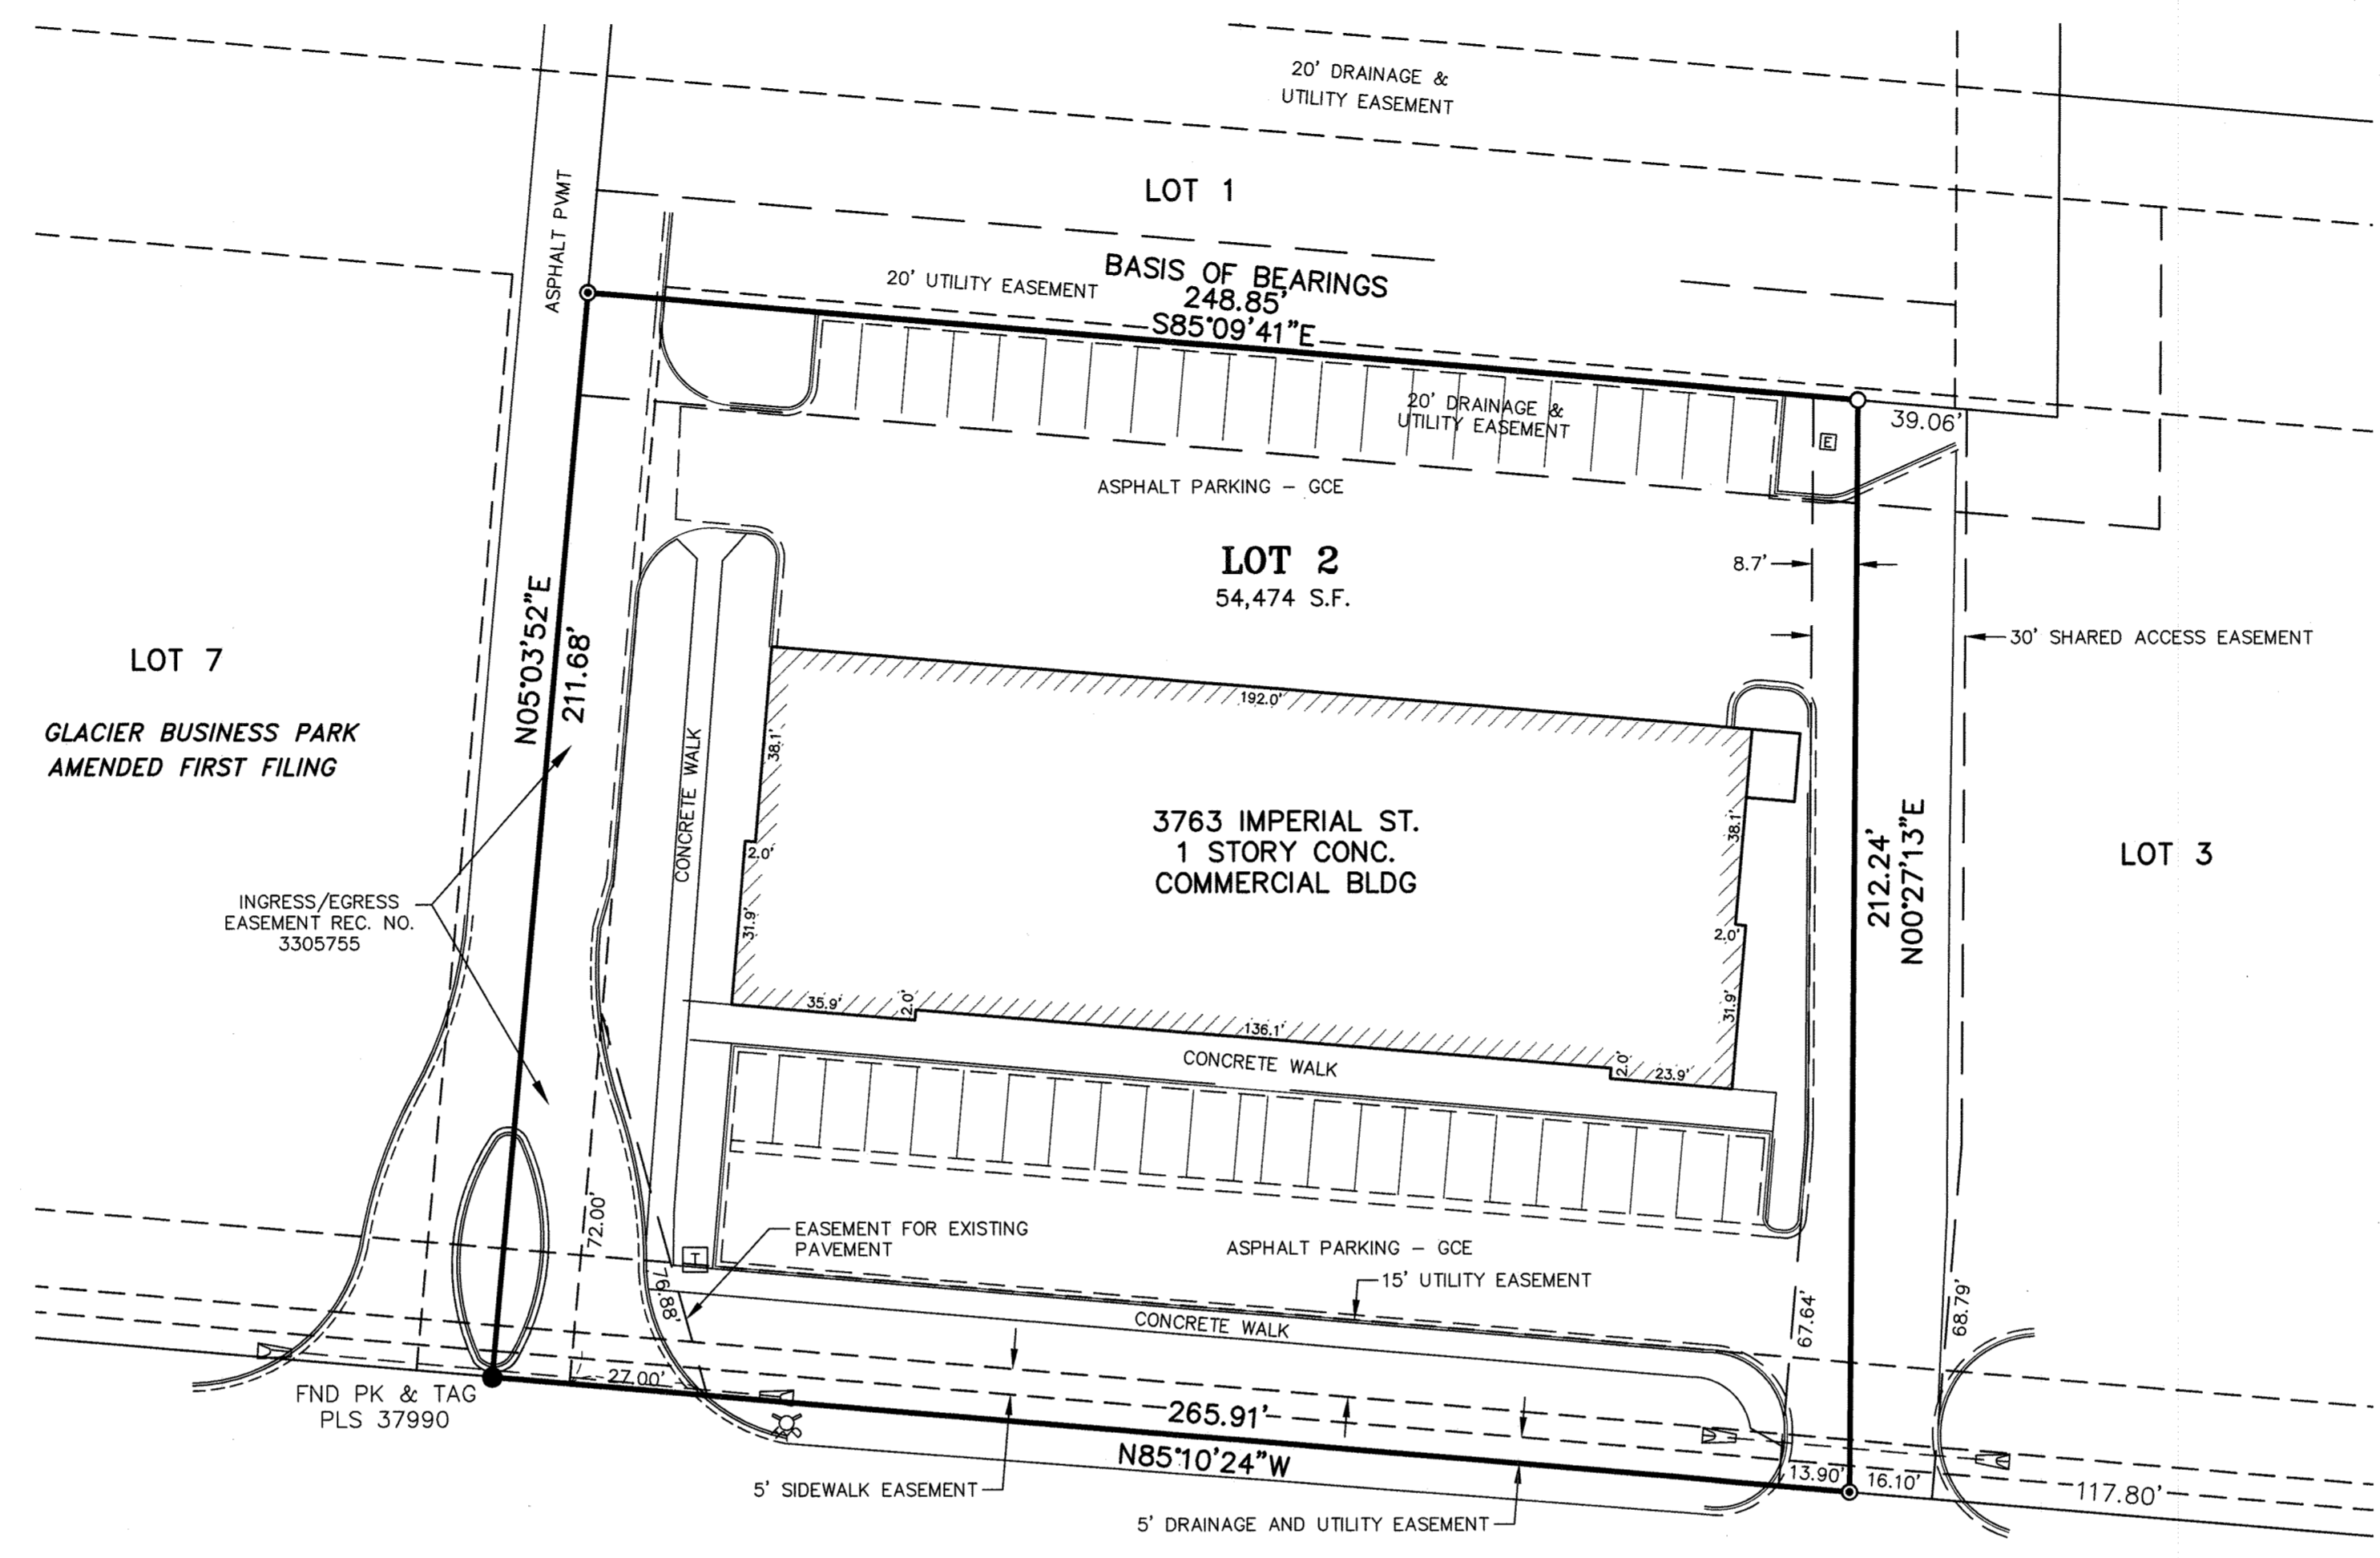 20' DRAINAGE &
UTILITY EASEMENT
LOT 1
ASPHALT PVMT
BASIS OF BEARINGS
20' UTILITY EASEMENT
248.85'
S85°09'41"E
20' DRAINAGE &
UTILITY EASEMENT
39.06'
E
ASPHALT PARKING - GCE
LOT 2
54,474 S.F.
8.7'
30' SHARED ACCESS EASEMENT
LOT 7
N05°03'52"E
211.68'
GLACIER BUSINESS PARK
AMENDED FIRST FILING
192.0'
38.1'
CONCRETE WALK
2.0'
31.9'
3763 IMPERIAL ST.
1 STORY CONC.
COMMERCIAL BLDG
38.1'
2.0'
31.9'
212.24'
N00°27'13"E
LOT 3
INGRESS/EGRESS
EASEMENT REC. NO.
3305755
35.9'
2.0'
136.1'
2.0'
23.9'
CONCRETE WALK
72.00'
EASEMENT FOR EXISTING
PAVEMENT
T
76.88'
ASPHALT PARKING - GCE
15' UTILITY EASEMENT
CONCRETE WALK
67.64'
68.79'
27.00'
FND PK & TAG
PLS 37990
265.91'
N85°10'24"W
13.90'
16.10'
117.80'
5' SIDEWALK EASEMENT
5' DRAINAGE AND UTILITY EASEMENT